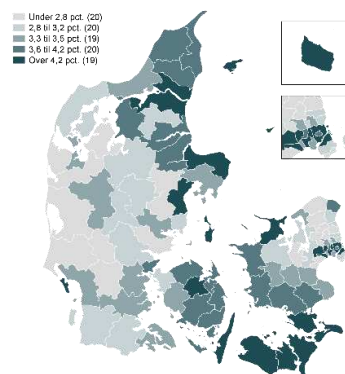 Under 2,8 pct. (20)
2,8 til 3,2 pct. (20)
3,3 til 3,5 pct. (19)
3,6 til 4,2 pct. (20)
Over 4,2 pct. (19)